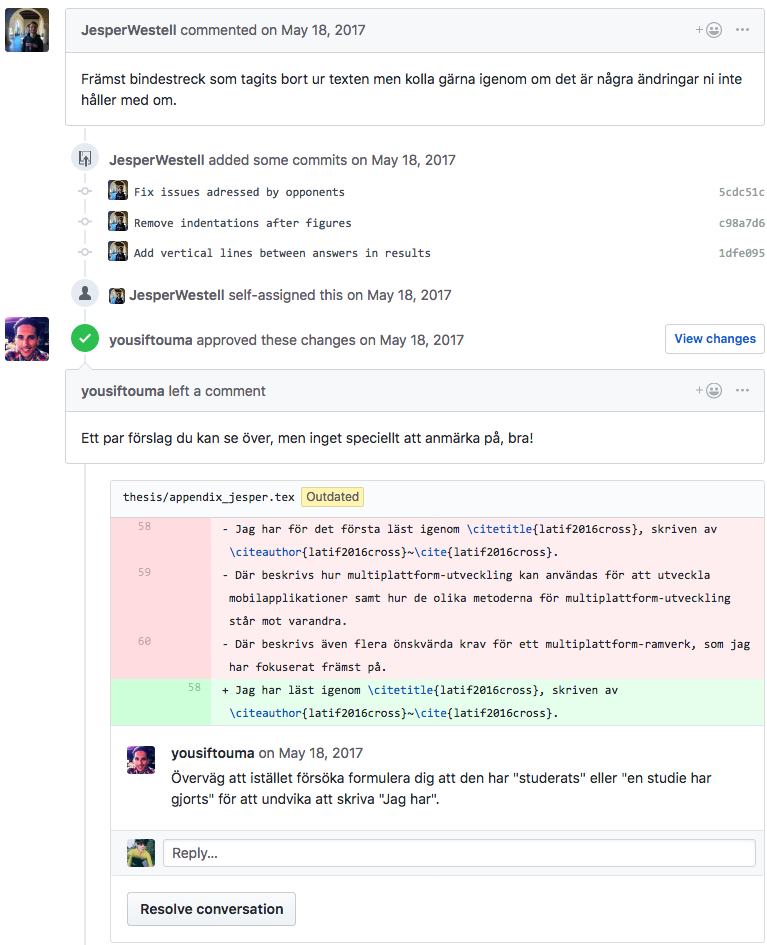 JesperWestell commented on May 18, 2017
Främst bindestreck som tagits bort ur texten men kolla gärna igenom om det är några ändringar ni inte
håller med om.
JesperWestell added some commits on May 18, 2017
Fix issues adressed by opponents 5cdc51c
Remove indentations after figures c98a7d6
Add vertical lines between answers in results 1dfe095
JesperWestell self-assigned this on May 18, 2017
yousiftouma approved these changes on May 18, 2017 View changes
yousiftouma left a comment
Ett par förslag du kan se över, men inget speciellt att anmärka på, bra!
thesis/appendix_jesper.tex Outdated
58 - Jag har för det första läst igenom \citetitle{latif2016cross}, skriven av
\citeauthor{latif2016cross}~\cite{latif2016cross}.
59 - Där beskrivs hur multiplattform-utveckling kan användas för att utveckla
mobilapplikationer samt hur de olika metoderna för multiplattform-utveckling
står mot varandra.
60 - Där beskrivs även flera önskvärda krav för ett multiplattform-ramverk, som jag
har fokuserat främst på.
58 + Jag har läst igenom \citetitle{latif2016cross}, skriven av
\citeauthor{latif2016cross}~\cite{latif2016cross}.
yousiftouma on May 18, 2017
Överväg att istället försöka formulera dig att den har "studerats" eller "en studie har
gjorts" för att undvika att skriva "Jag har".
Reply...
Resolve conversation